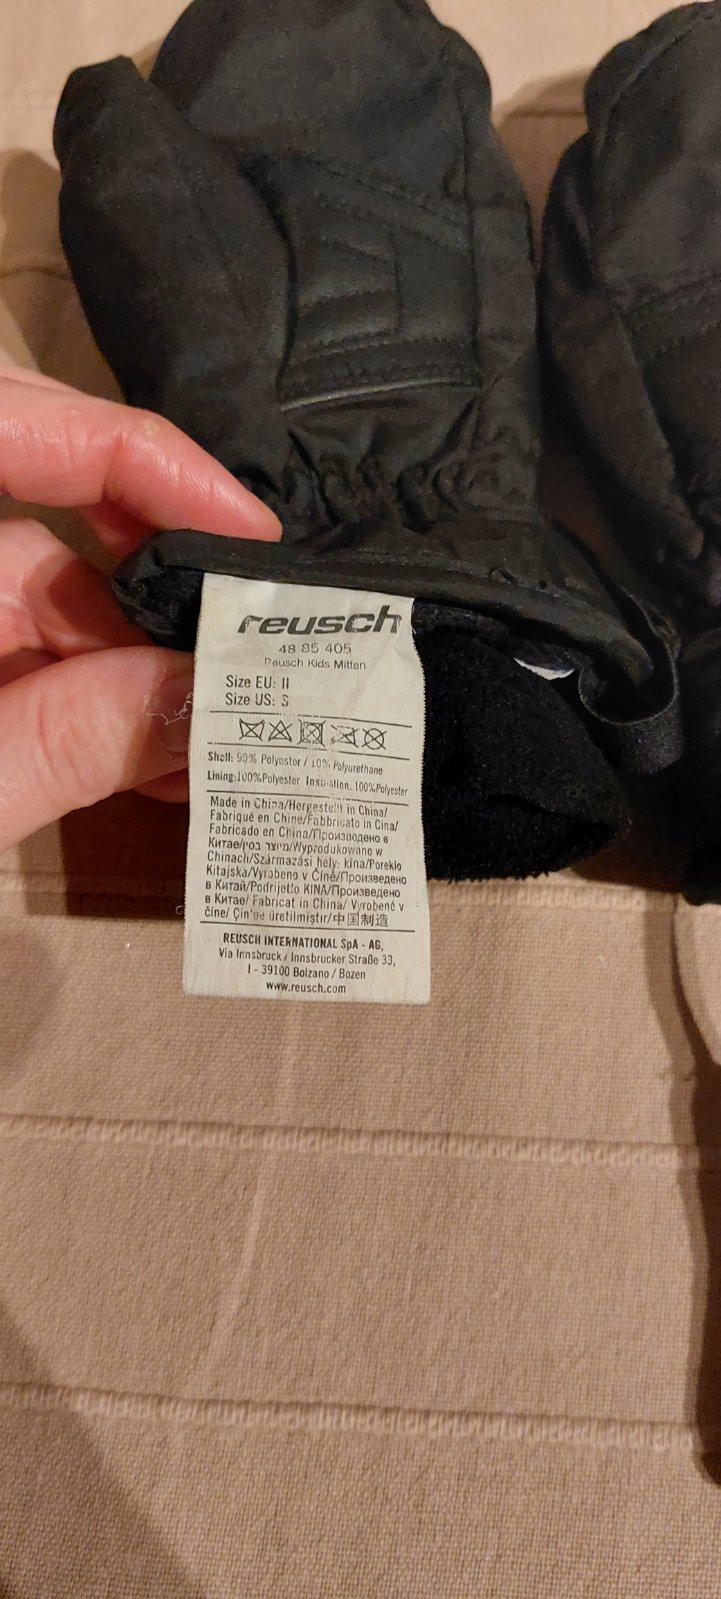 reusch
48 85 405
Reusch Kids Mitten
Size EU: II
Size US: S
Shell: 90% Polyester / 10% Polyurethane
Lining:100%Polyester Insulation. 100%Polyester
Made in China/Hergestellt in China/
Fabriqué en Chine/Fabbricato in Cina/
Fabricado en China/Произведено в
Китае/מיוצר בסין/Wyprodukowano w
Chinach/Származási hely: kína/Poreklo
Kitajska/Vyrobeno v Číně/Произведено
в Китай/Podrijetlo KINA/Произведено
в Китае/ Fabricat in China/ Vyrobené v
číne/ Çin'de üretilmiştir/中国制造
REUSCH INTERNATIONAL SpA - AG,
Via Innsbruck / Innsbrucker Straße 33,
I - 39100 Bolzano / Bozen
www.reusch.com